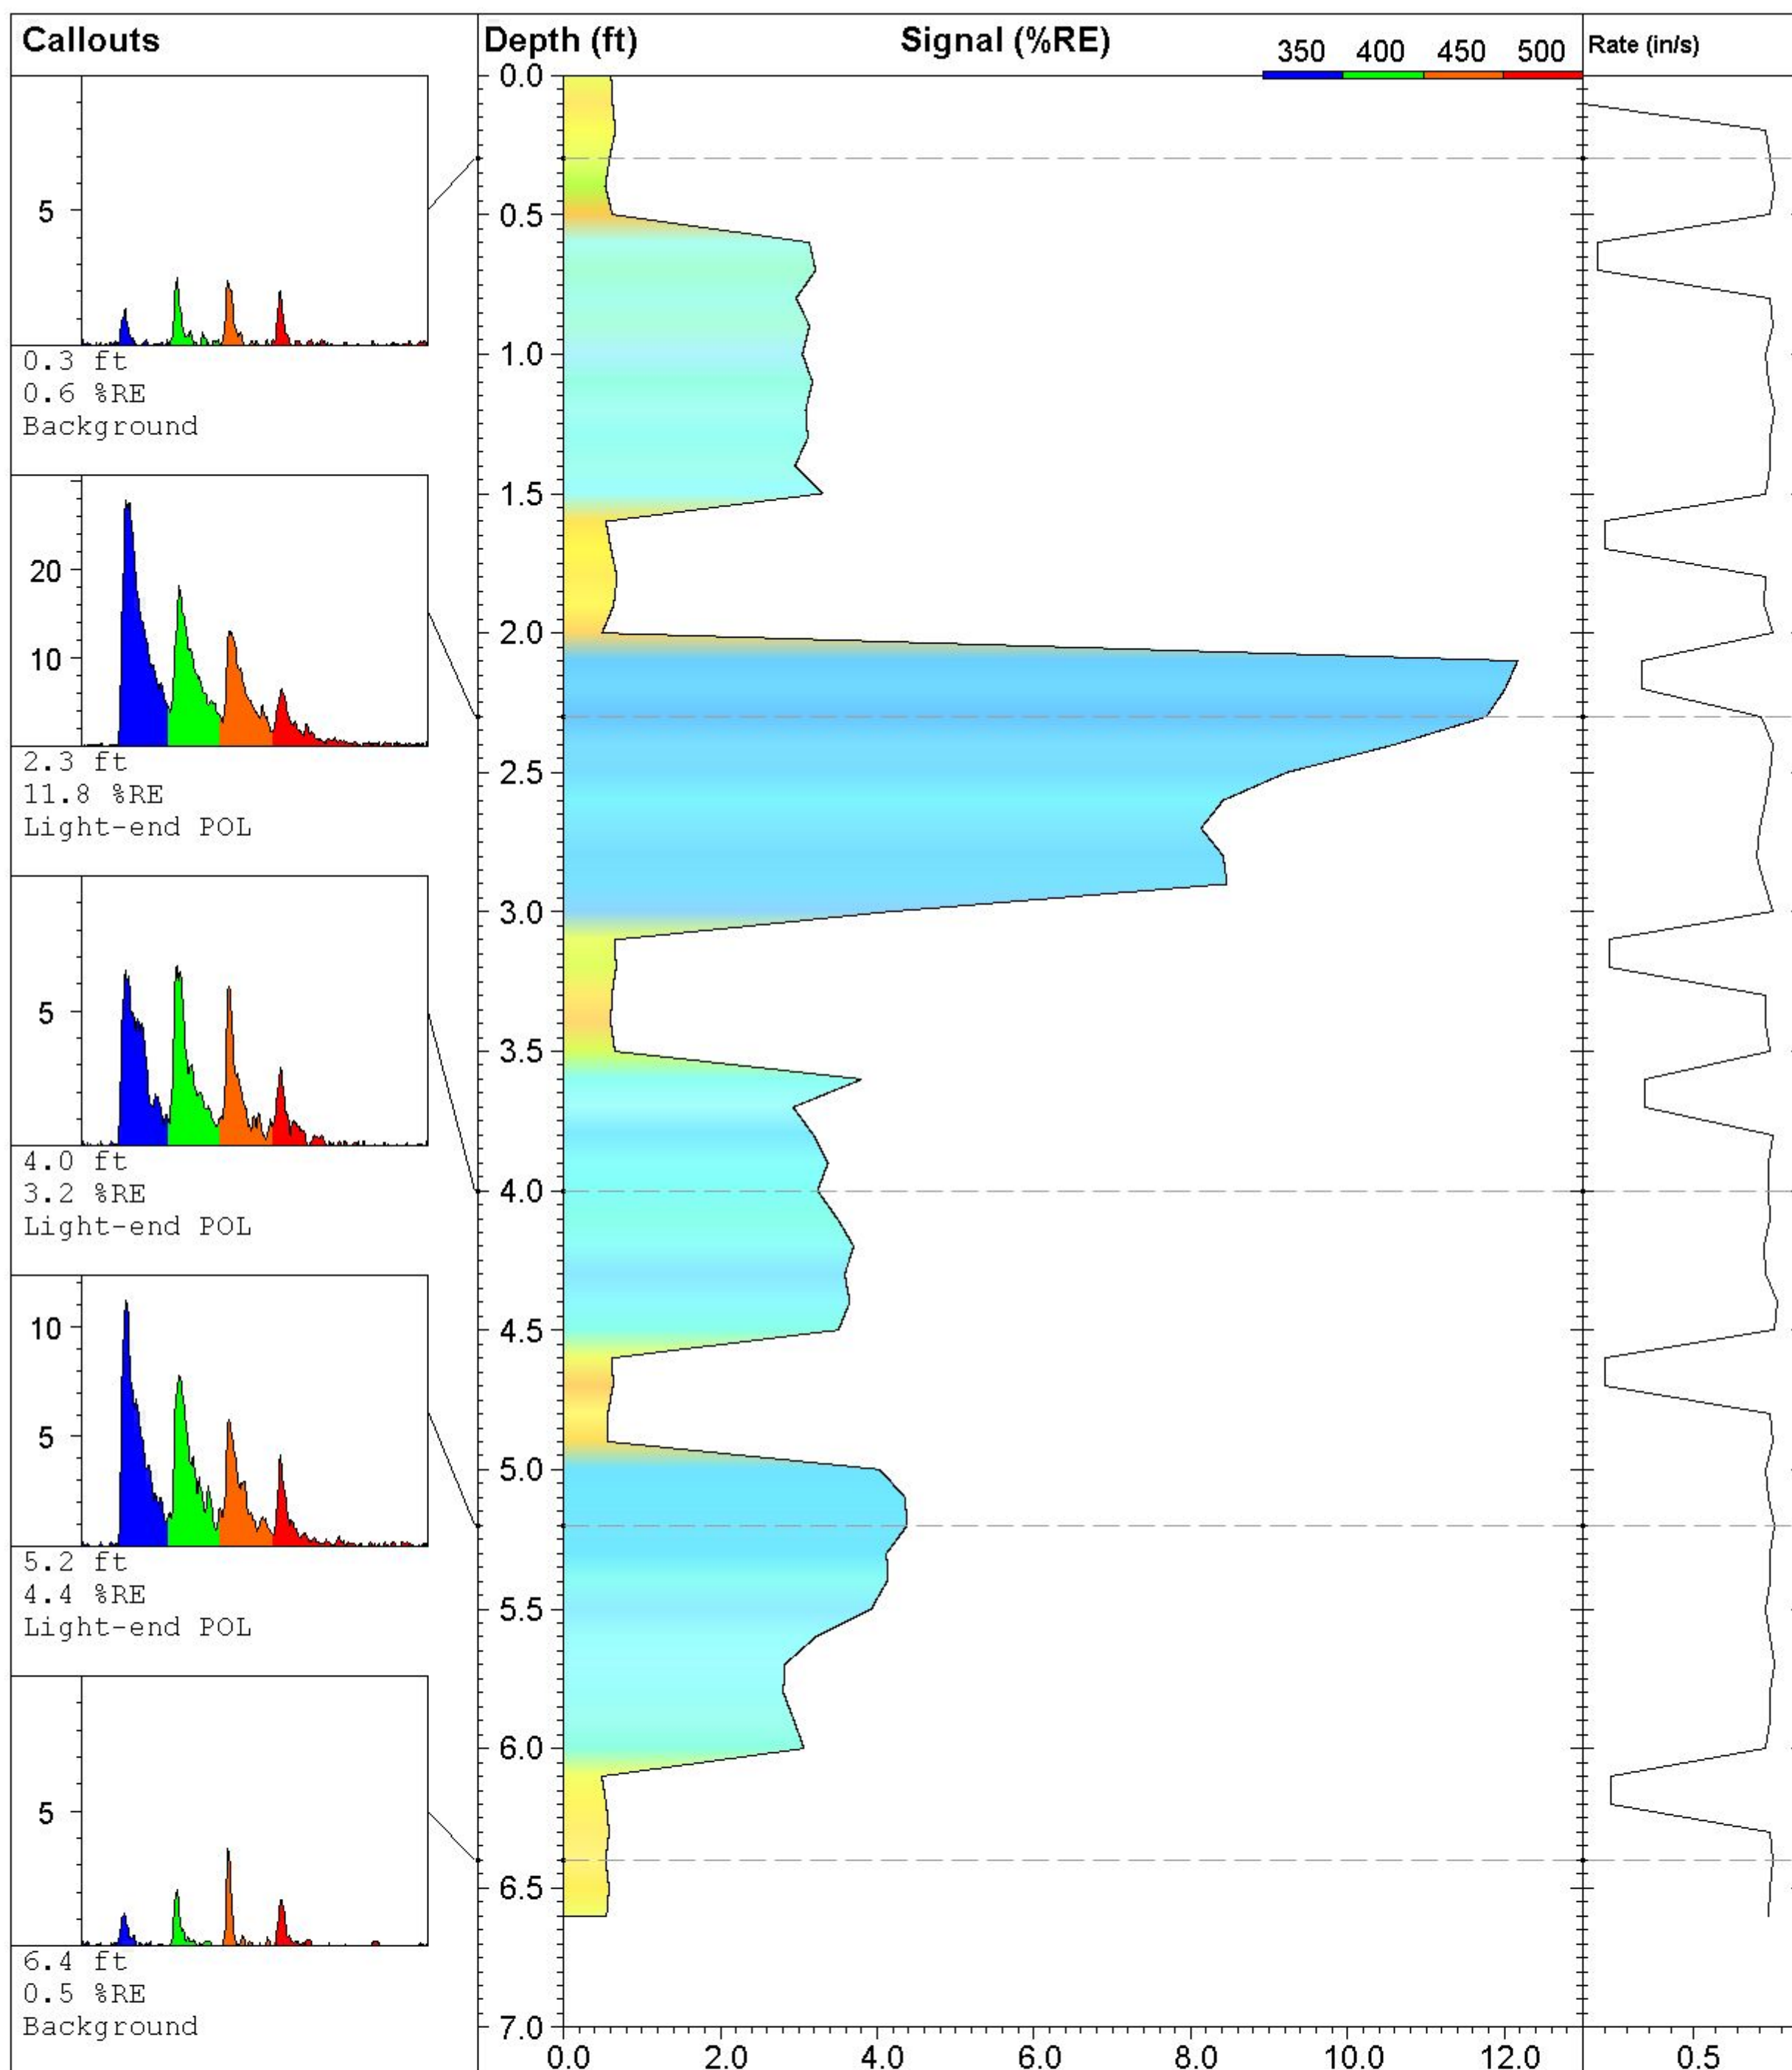 Callouts
Depth (ft)
Signal (%RE)
350 400 450 500
Rate (in/s)
5
0.3 ft
0.6 %RE
Background
20
10
2.3 ft
11.8 %RE
Light-end POL
5
4.0 ft
3.2 %RE
Light-end POL
10
5
5.2 ft
4.4 %RE
Light-end POL
5
6.4 ft
0.5 %RE
Background
0.0
0.5
1.0
1.5
2.0
2.5
3.0
3.5
4.0
4.5
5.0
5.5
6.0
6.5
7.0
0.0 2.0 4.0 6.0 8.0 10.0 12.0
0.5